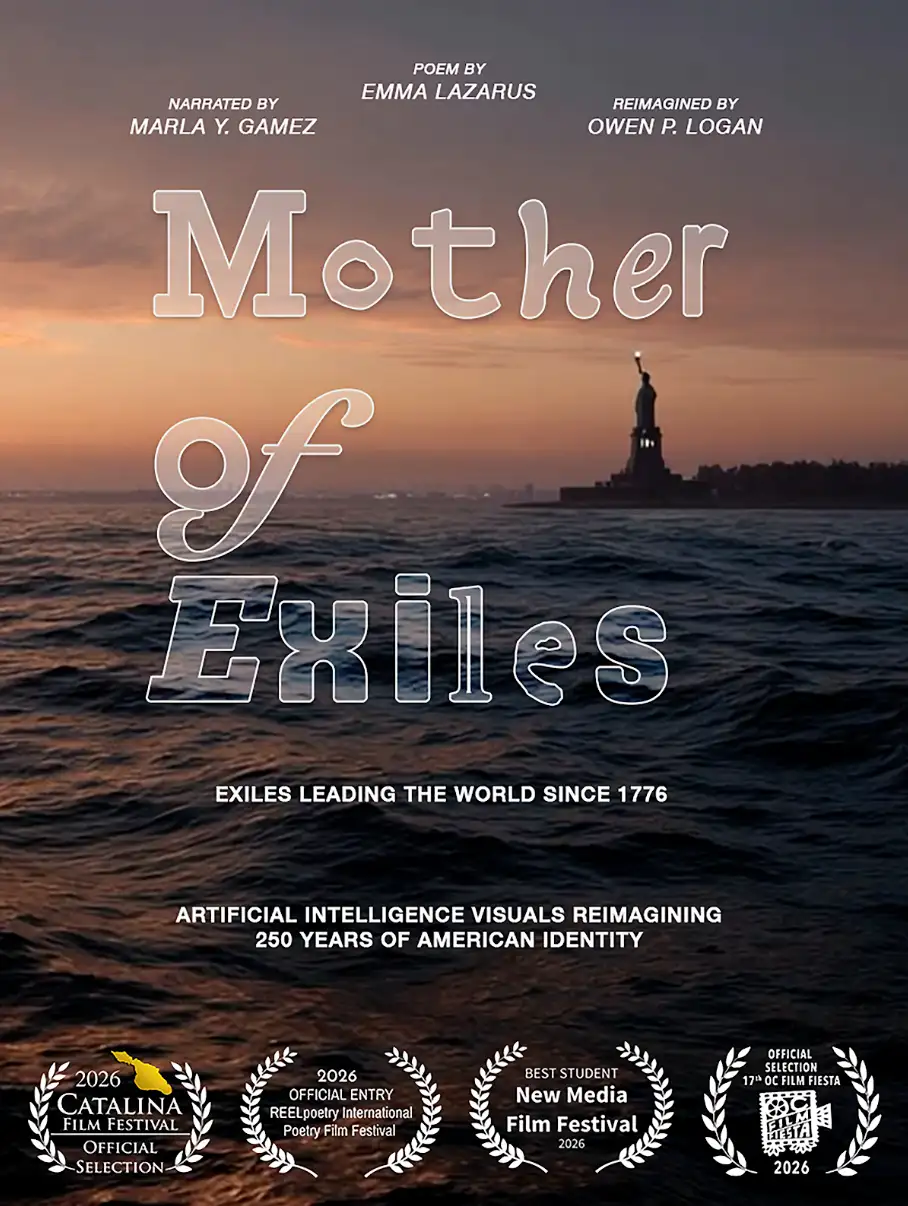 POEM BY
EMMA LAZARUS
NARRATED BY
MARLA Y. GAMEZ
REIMAGINED BY
OWEN P. LOGAN
Mother
of
Exiles
EXILES LEADING THE WORLD SINCE 1776
ARTIFICIAL INTELLIGENCE VISUALS REIMAGINING
250 YEARS OF AMERICAN IDENTITY
2026
CATALINA
FILM FESTIVAL
OFFICIAL
SELECTION
2026
OFFICIAL ENTRY
REELpoetry International
Poetry Film Festival
BEST STUDENT
New Media
Film Festival
2026
OFFICIAL
SELECTION
17th OC FILM FIESTA
OC
FILM
FIESTA
2026